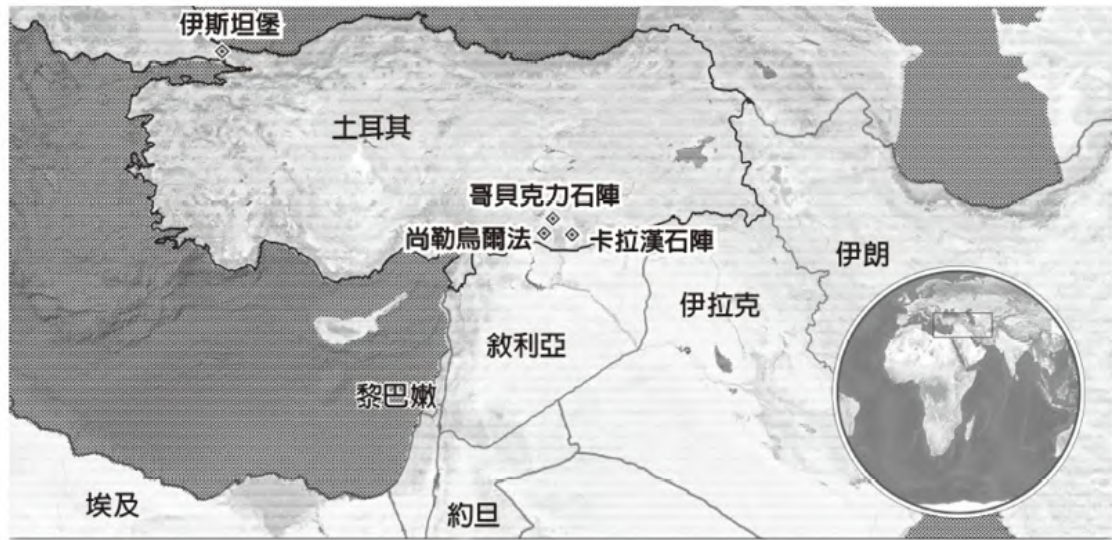 伊斯坦堡
土耳其
哥貝克力石陣
尚勒烏爾法
卡拉漢石陣
伊朗
伊拉克
敘利亞
黎巴嫩
埃及
約旦